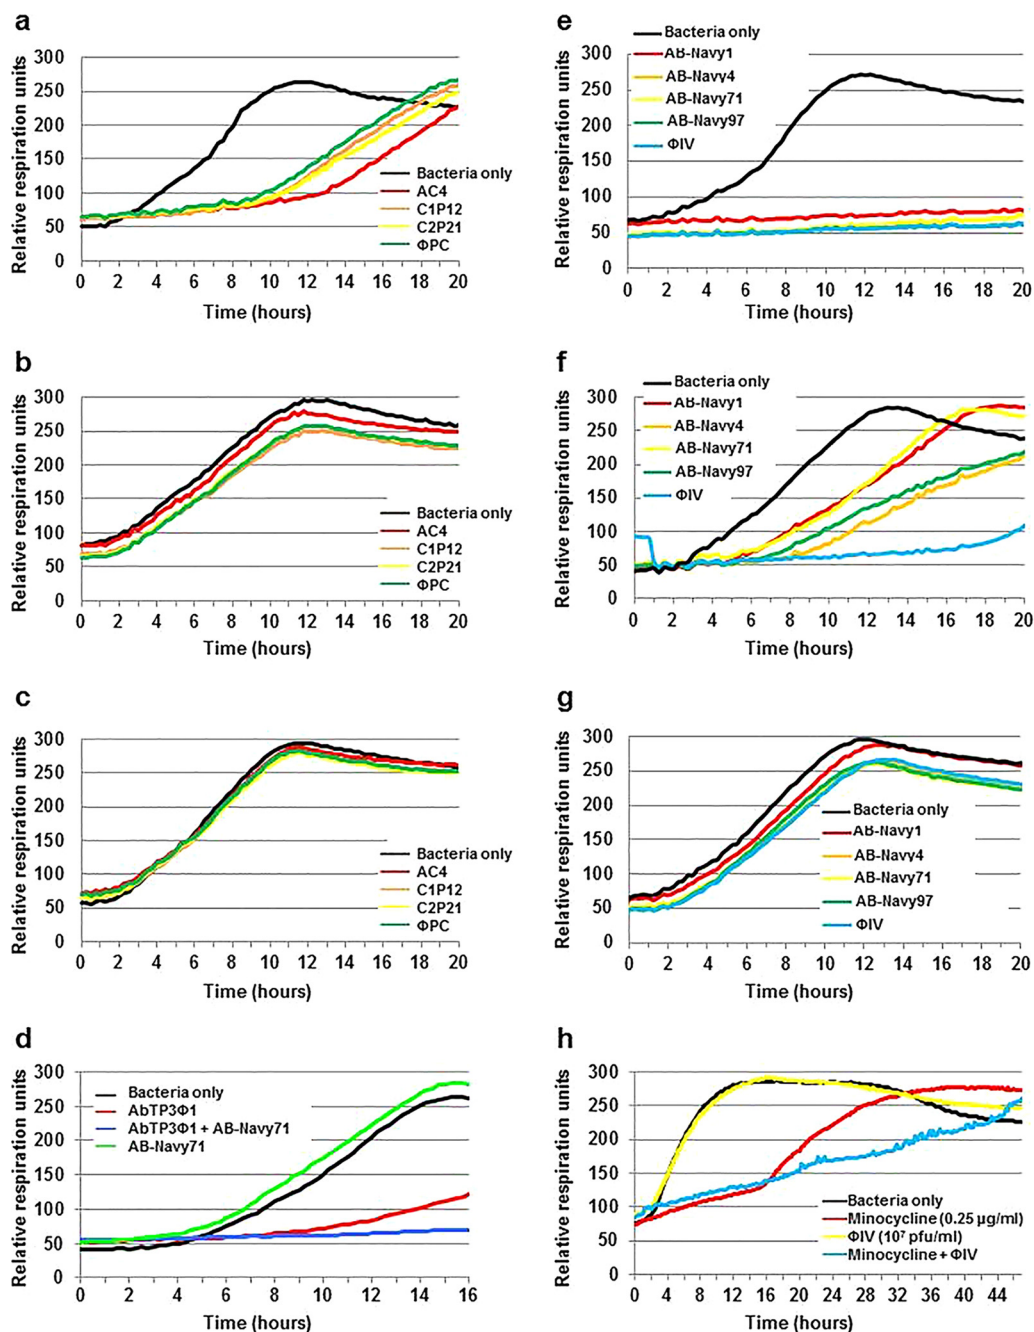 a
Relative respiration units
300
250
200
150
100
50
0
Bacteria only
AC4
C1P12
C2P21
ΦPC
0 2 4 6 8 10 12 14 16 18 20
Time (hours)
b
Relative respiration units
300
250
200
150
100
50
0
Bacteria only
AC4
C1P12
C2P21
ΦPC
0 2 4 6 8 10 12 14 16 18 20
Time (hours)
c
Relative respiration units
300
250
200
150
100
50
0
Bacteria only
AC4
C1P12
C2P21
ΦPC
0 2 4 6 8 10 12 14 16 18 20
Time (hours)
d
Relative respiration units
300
250
200
150
100
50
0
Bacteria only
AbTP3Φ1
AbTP3Φ1 + AB-Navy71
AB-Navy71
0 2 4 6 8 10 12 14 16
Time (hours)
e
Relative respiration units
Bacteria only
AB-Navy1
AB-Navy4
AB-Navy71
AB-Navy97
ΦIV
300
250
200
150
100
50
0
0 2 4 6 8 10 12 14 16 18 20
Time (hours)
f
Relative respiration units
Bacteria only
AB-Navy1
AB-Navy4
AB-Navy71
AB-Navy97
ΦIV
300
250
200
150
100
50
0
0 2 4 6 8 10 12 14 16 18 20
Time (hours)
g
Relative respiration units
300
250
200
150
100
50
0
Bacteria only
AB-Navy1
AB-Navy4
AB-Navy71
AB-Navy97
ΦIV
0 2 4 6 8 10 12 14 16 18 20
Time (hours)
h
Relative respiration units
300
250
200
150
100
50
0
Bacteria only
Minocycline (0.25 µg/ml)
ΦIV (10⁷ pfu/ml)
Minocycline + ΦIV
0 4 8 12 16 20 24 28 32 36 40 44
Time (hours)